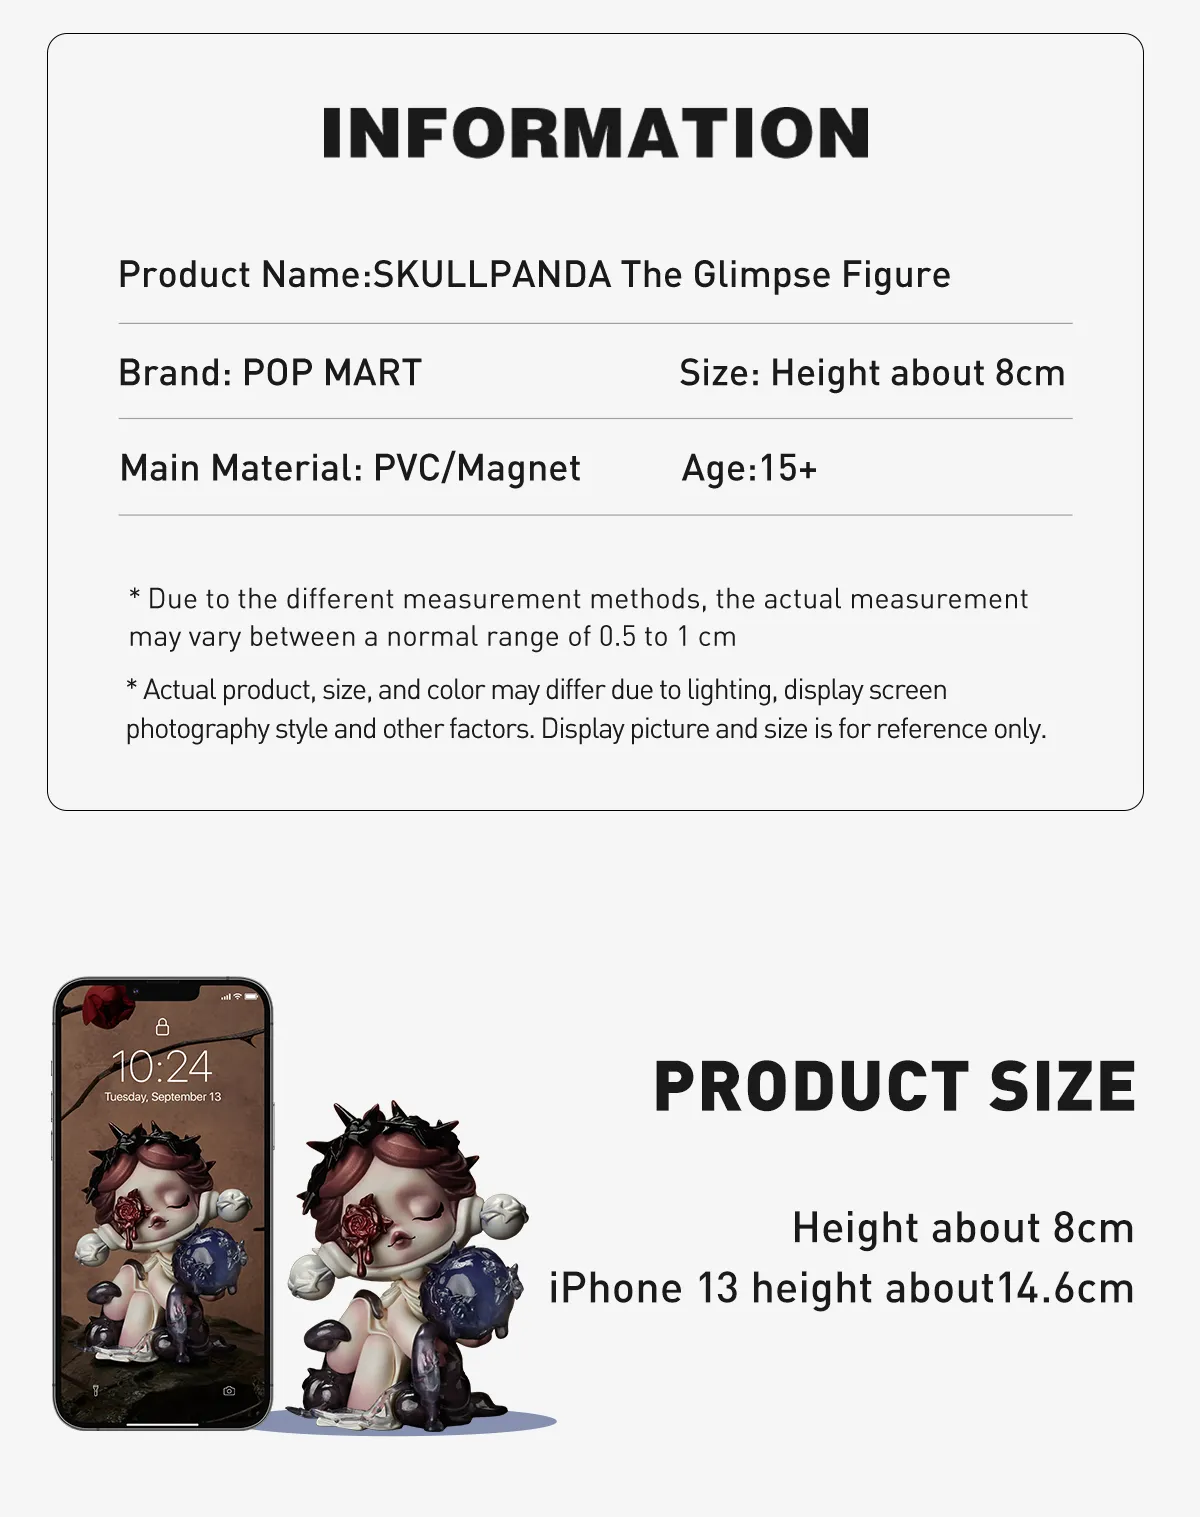 INFORMATION
Product Name:SKULLPANDA The Glimpse Figure
Brand: POP MART
Size: Height about 8cm
Main Material: PVC/Magnet
Age:15+
* Due to the different measurement methods, the actual measurement
may vary between a normal range of 0.5 to 1 cm
* Actual product, size, and color may differ due to lighting, display screen
photography style and other factors. Display picture and size is for reference only.
10:24
Tuesday, September 13
PRODUCT SIZE
Height about 8cm
iPhone 13 height about14.6cm